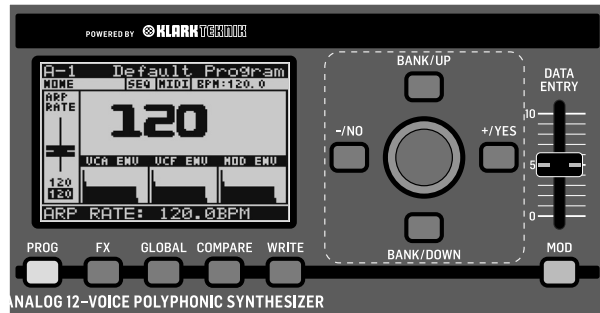 POWERED BY KLARK TEKNIK
A-1 Default Program
NONE SEQ MIDI BPM:120.0
ARP
RATE
120
VCA ENV VCF ENV MOD ENV
120
120
ARP RATE: 120.0BPM
BANK/UP
-/NO
+/YES
BANK/DOWN
DATA
ENTRY
10
5
0
PROG FX GLOBAL COMPARE WRITE MOD
ANALOG 12-VOICE POLYPHONIC SYNTHESIZER